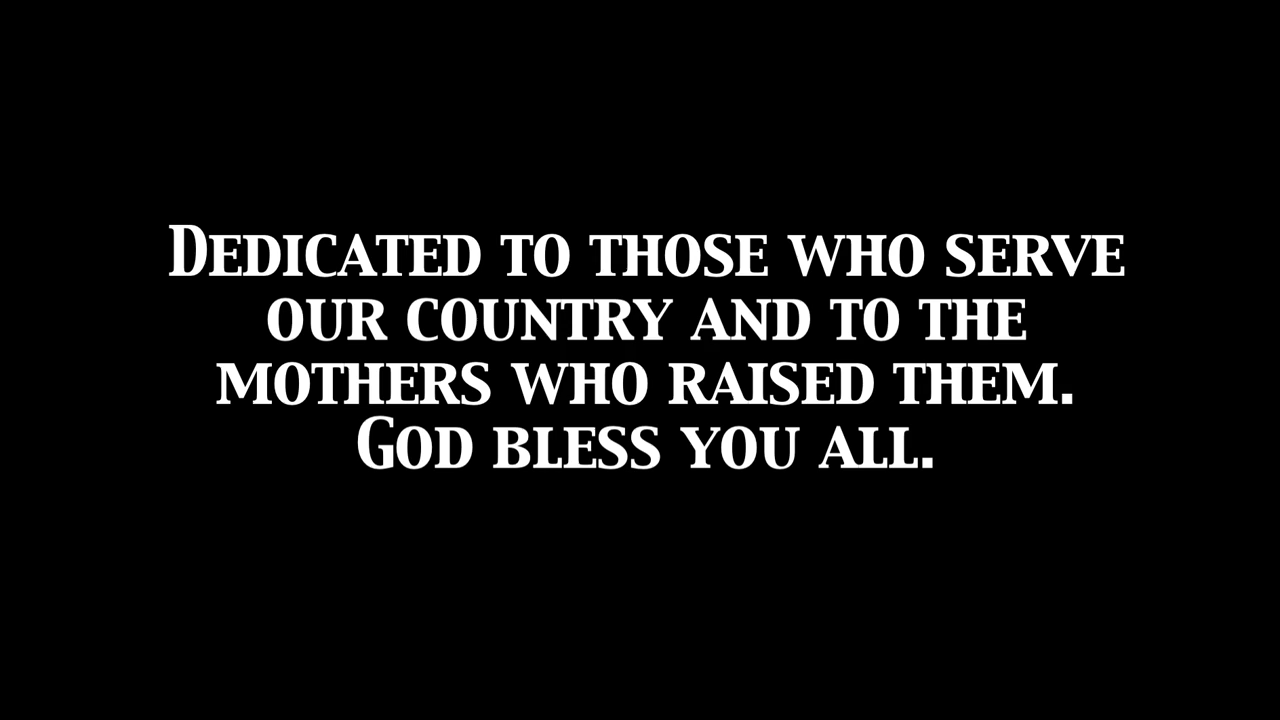 Dedicated to those who serve
our country and to the
mothers who raised them.
God bless you all.